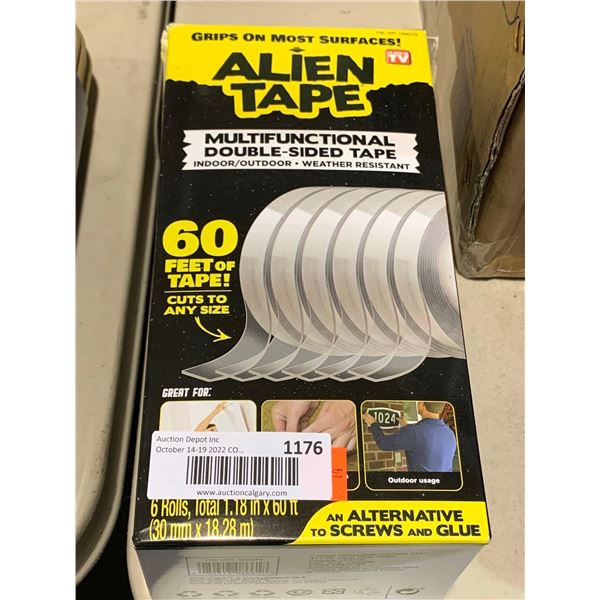 GRIPS ON MOST SURFACES!
AS SEEN ON
TV
ALIEN
TAPE
MULTIFUNCTIONAL
DOUBLE-SIDED TAPE
INDOOR/OUTDOOR • WEATHER RESISTANT
60
FEET OF
TAPE!
CUTS TO
ANY SIZE
GREAT FOR:
1024
Auction Depot Inc
October 14-19 2022 CO...
1176
www.auctioncalgary.com
Outdoor usage
6 Rolls, Total 1.18 in x 60 ft
(30 mm x 18.28 m)
AN ALTERNATIVE
TO SCREWS AND GLUE